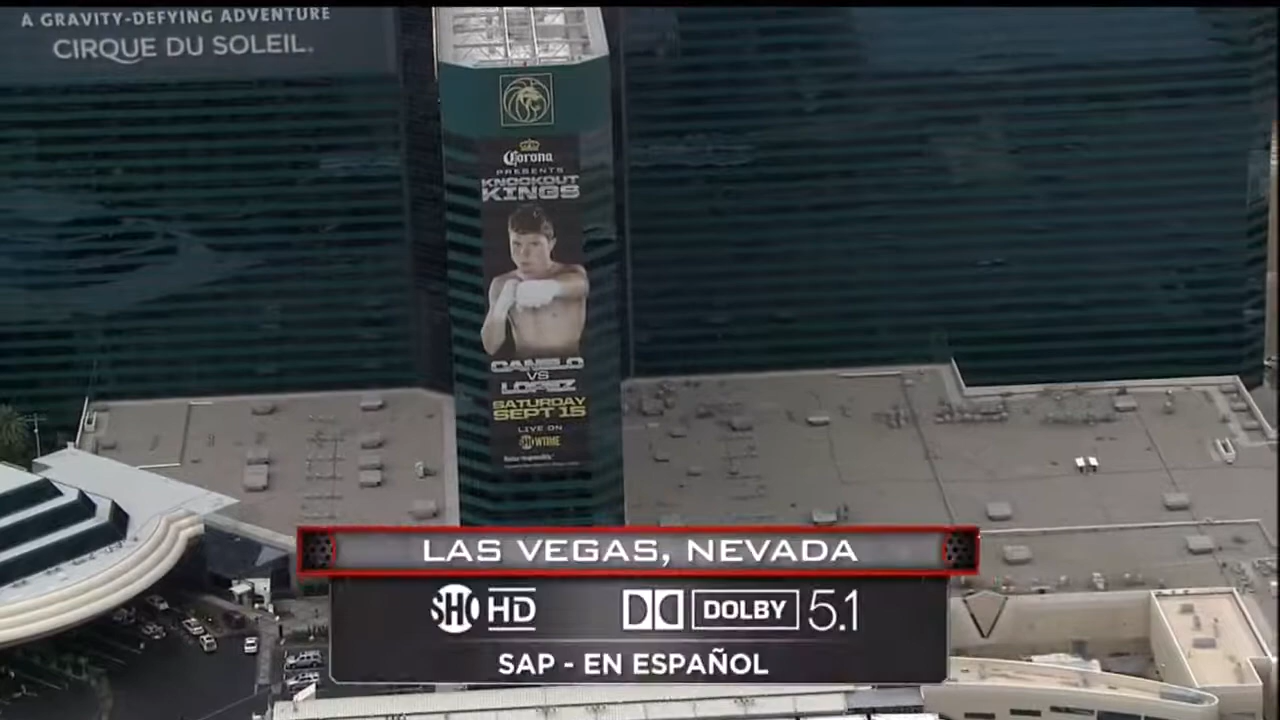 A GRAVITY-DEFYING ADVENTURE
CIRQUE DU SOLEIL.
Corona
PRESENTS
KNOCKOUT
KINGS
CANELO
VS
LOPEZ
SATURDAY
SEPT 15
LIVE ON
SHOWTIME
LAS VEGAS, NEVADA
SHO HD DOLBY 5.1
SAP - EN ESPAÑOL